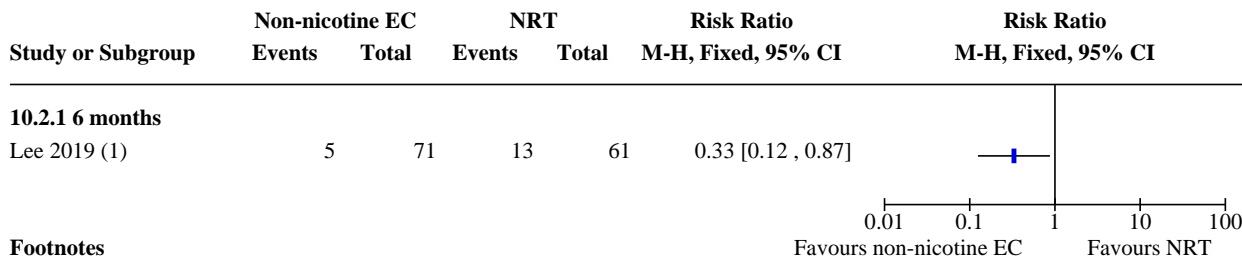 Non-nicotine EC NRT Risk Ratio Risk Ratio
Study or Subgroup Events Total Events Total M-H, Fixed, 95% CI M-H, Fixed, 95% CI
10.2.1 6 months
Lee 2019 (1) 5 71 13 61 0.33 [0.12 , 0.87]
0.01 0.1 1 10 100
Footnotes Favours non-nicotine EC Favours NRT